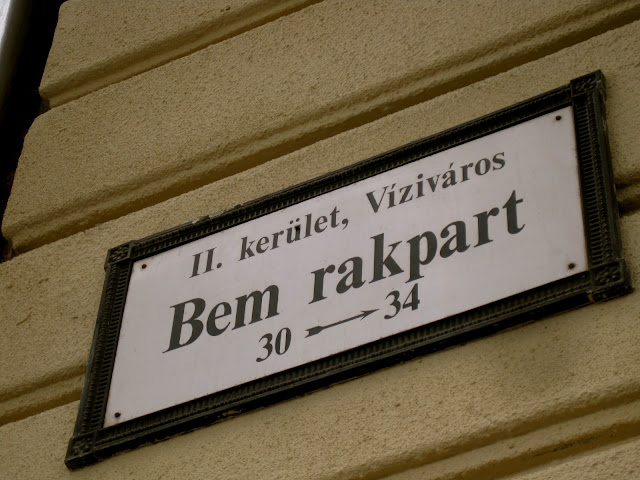 II. kerület, Víziváros
Bem rakpart
30 → 34